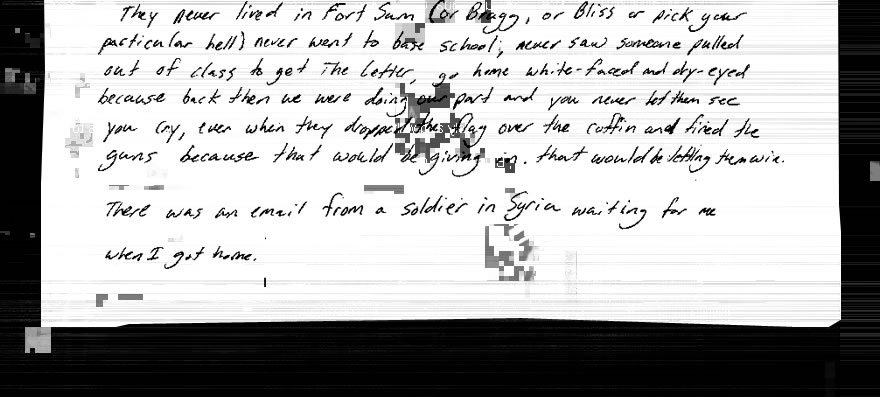 They never lived in Fort Sam (or Bragg, or Bliss or pick your
particular hell) never went to base school; never saw someone pulled
out of class to get The Letter, go home white-faced and dry-eyed
because back then we were doing our part and you never let them see
you cry, even when they dropped the flag over the coffin and fired the
guns because that would be giving in. that would be letting them win.
There was an email from a soldier in Syria waiting for me
when I got home.